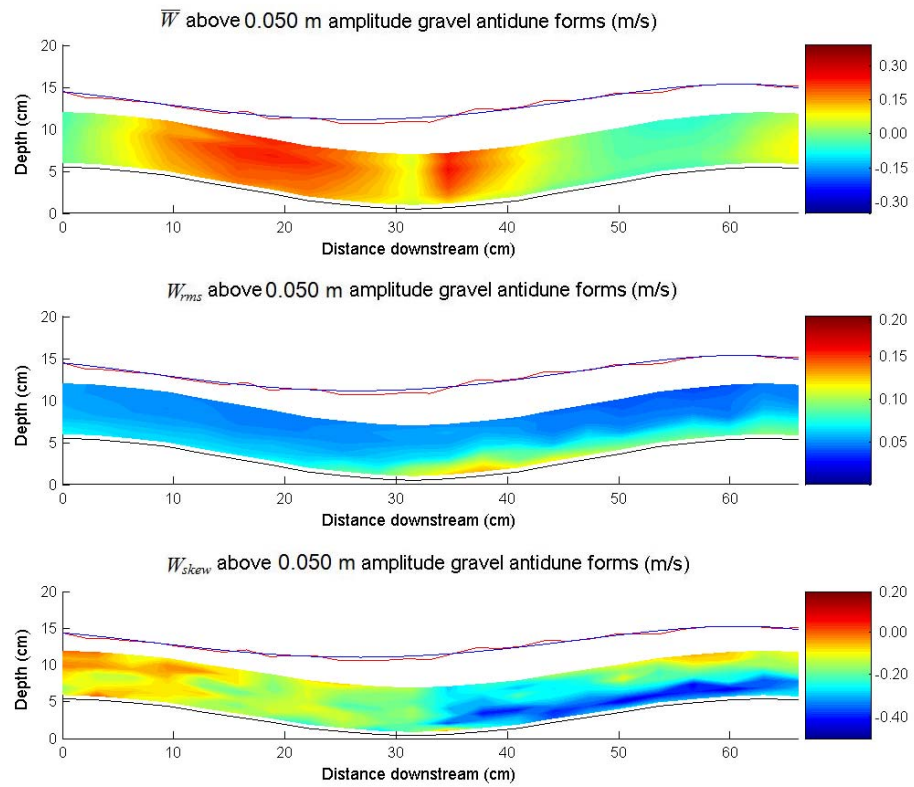 W̅ above 0.050 m amplitude gravel antidune forms (m/s)
20
15
10
5
0
Depth (cm)
0 10 20 30 40 50 60
Distance downstream (cm)
0.30
0.15
0.00
-0.15
-0.30
W_rms above 0.050 m amplitude gravel antidune forms (m/s)
20
15
10
5
0
Depth (cm)
0 10 20 30 40 50 60
Distance downstream (cm)
0.20
0.15
0.10
0.05
W_skew above 0.050 m amplitude gravel antidune forms (m/s)
20
15
10
5
0
Depth (cm)
0 10 20 30 40 50 60
Distance downstream (cm)
0.20
0.00
-0.20
-0.40